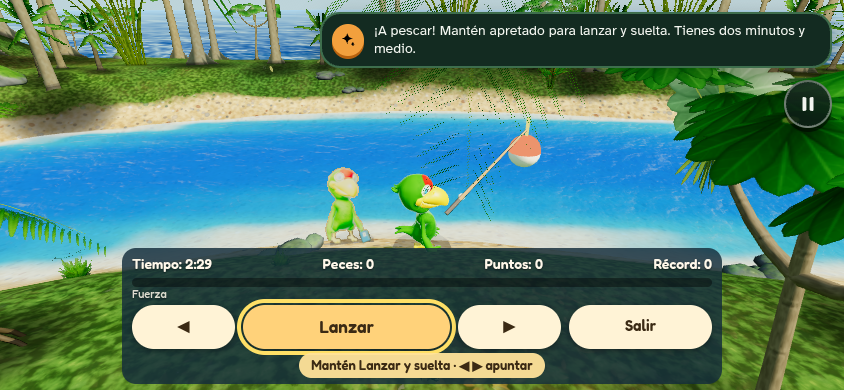 ¡A pescar! Mantén apretado para lanzar y suelta. Tienes dos minutos y
medio.
Tiempo: 2:29 Peces: 0 Puntos: 0 Récord: 0
Fuerza
◀ Lanzar ▶ Salir
Mantén Lanzar y suelta · ◀ ▶ apuntar